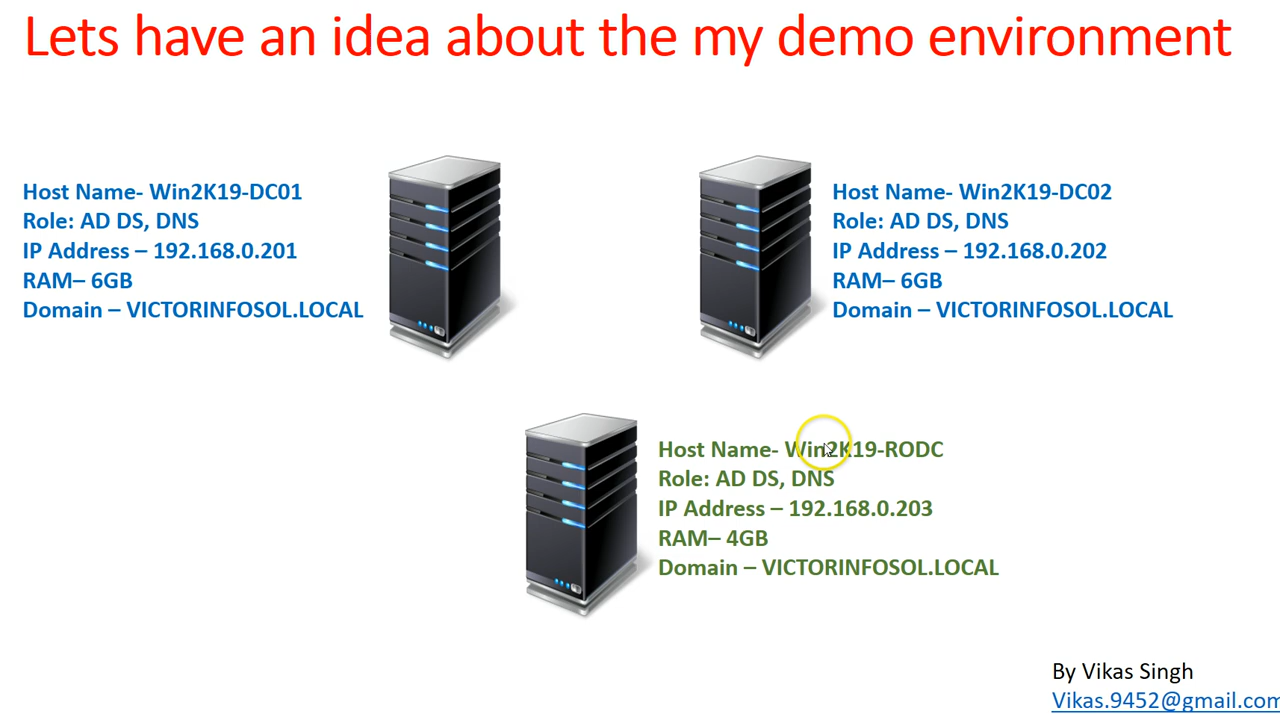 Lets have an idea about the my demo environment
Host Name- Win2K19-DC01
Role: AD DS, DNS
IP Address – 192.168.0.201
RAM– 6GB
Domain – VICTORINFOSOL.LOCAL
Host Name- Win2K19-DC02
Role: AD DS, DNS
IP Address – 192.168.0.202
RAM– 6GB
Domain – VICTORINFOSOL.LOCAL
Host Name- Win2K19-RODC
Role: AD DS, DNS
IP Address – 192.168.0.203
RAM– 4GB
Domain – VICTORINFOSOL.LOCAL
By Vikas Singh
Vikas.9452@gmail.com